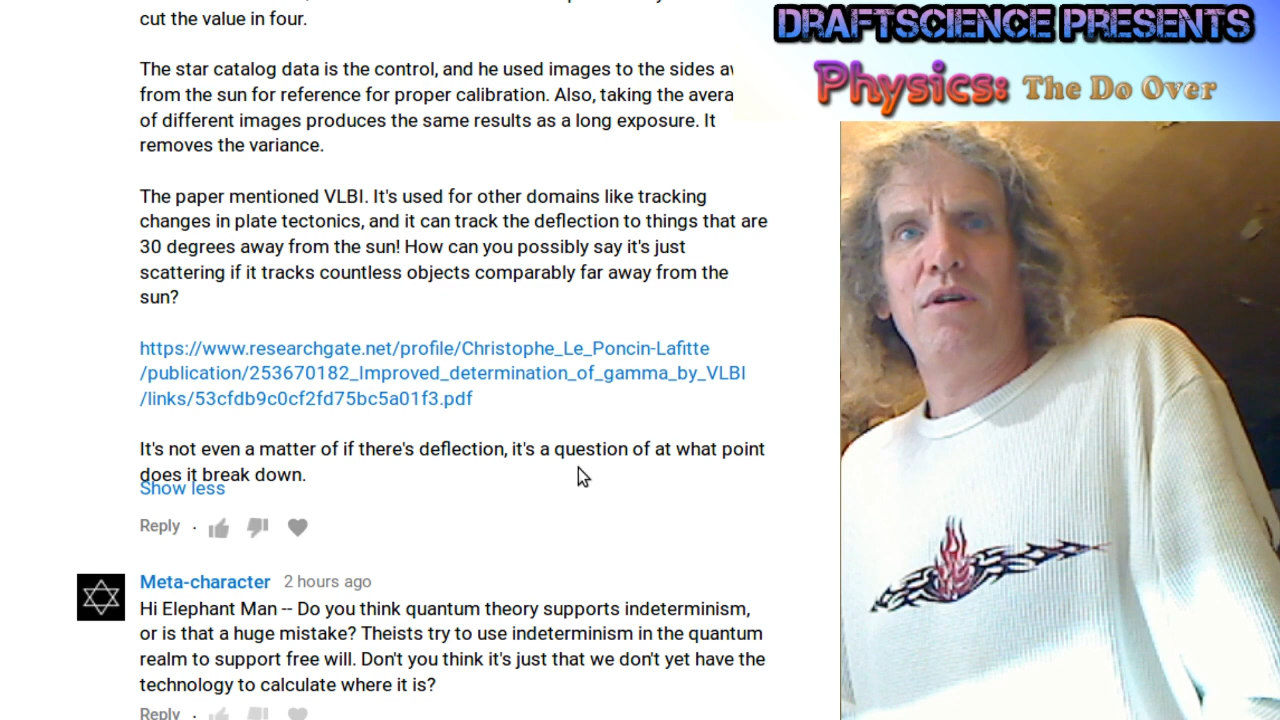 cut the value in four.
DRAFTSCIENCE PRESENTS
Physics: The Do Over
The star catalog data is the control, and he used images to the sides
from the sun for reference for proper calibration. Also, taking the
of different images produces the same results as a long exposure. It
removes the variance.
The paper mentioned VLBI. It's used for other domains like tracking
changes in plate tectonics, and it can track the deflection to things that are
30 degrees away from the sun! How can you possibly say it's just
scattering if it tracks countless objects comparably far away from the
sun?
https://www.researchgate.net/profile/Christophe_Le_Poncin-Lafitte
/publication/253670182_Improved_determination_of_gamma_by_VLBI
/links/53cfdb9c0cf2fd75bc5a01f3.pdf
It's not even a matter of if there's deflection, it's a question of at what point
does it break down.
Show less
Reply ·
Meta-character 2 hours ago
Hi Elephant Man -- Do you think quantum theory supports indeterminism,
or is that a huge mistake? Theists try to use indeterminism in the quantum
realm to support free will. Don't you think it's just that we don't yet have the
technology to calculate where it is?
Reply ·